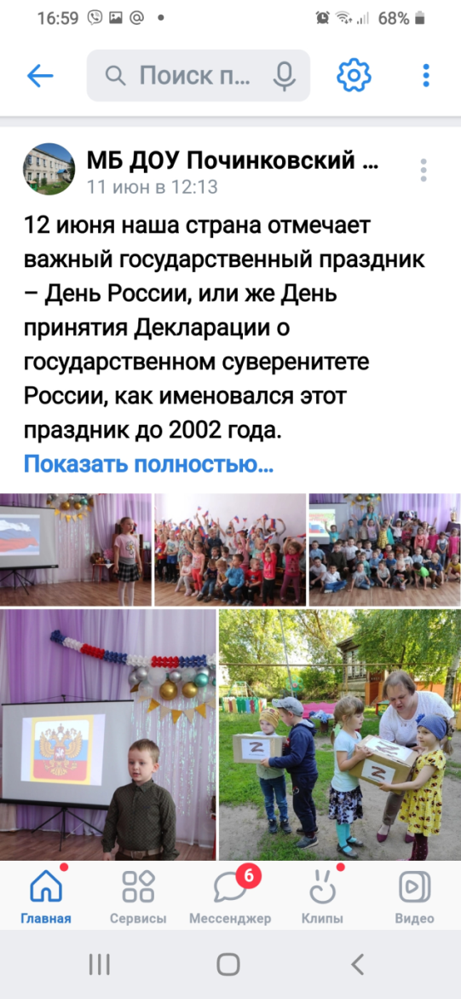 16:59
68%
Поиск п...
МБ ДОУ Починковский ...
11 июн в 12:13
12 июня наша страна отмечает
важный государственный праздник
– День России, или же День
принятия Декларации о
государственном суверенитете
России, как именовался этот
праздник до 2002 года.
Показать полностью...
Z
Z
Z
6
Главная
Сервисы
Мессенджер
Клипы
Видео